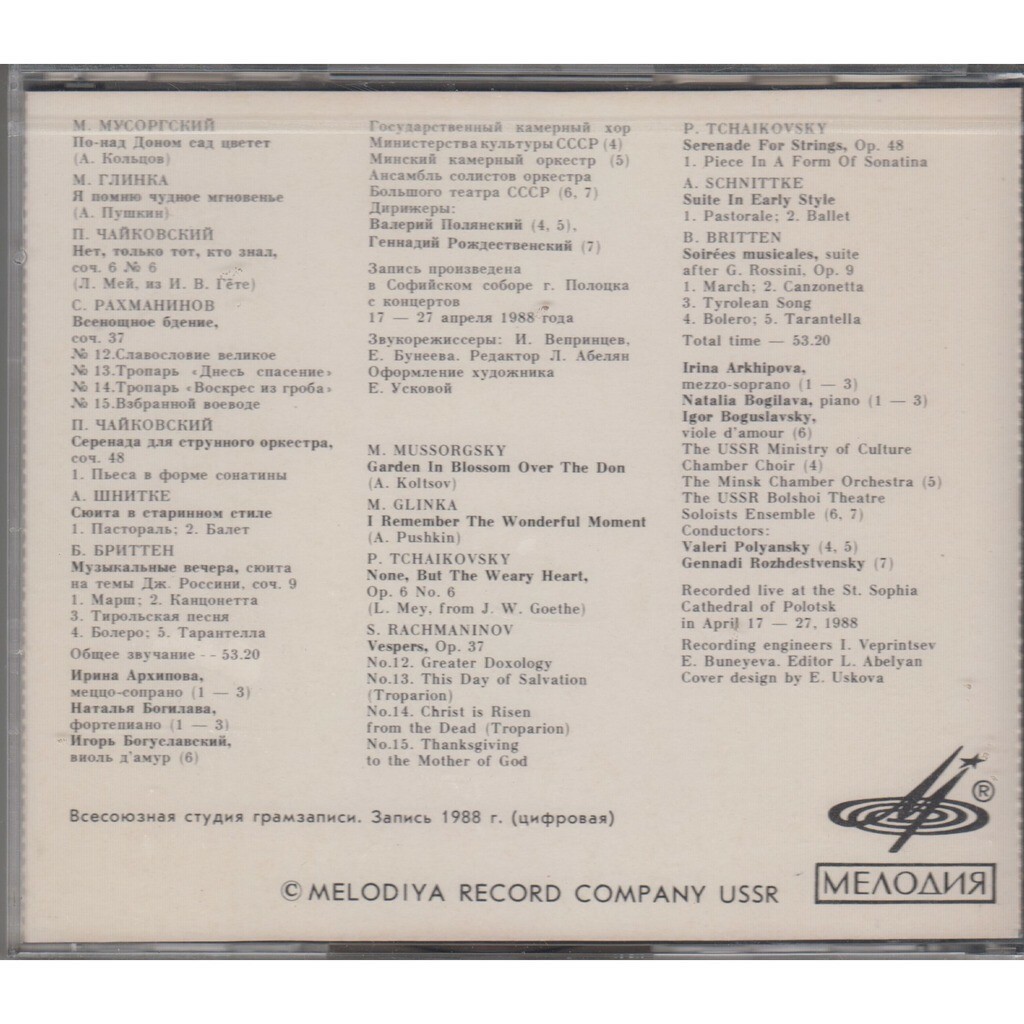 М. МУСОРГСКИЙ
По-над Доном сад цветет
(А. Кольцов)
М. ГЛИНКА
Я помню чудное мгновенье
(А. Пушкин)
П. ЧАЙКОВСКИЙ
Нет, только тот, кто знал,
соч. 6 № 6
(Л. Мей, из И. В. Гёте)
С. РАХМАНИНОВ
Всенощное бдение,
соч. 37
№ 12.Славословие великое
№ 13.Тропарь «Днесь спасение»
№ 14.Тропарь «Воскрес из гроба»
№ 15.Взбранной воеводе
П. ЧАЙКОВСКИЙ
Серенада для струнного оркестра,
соч. 48
1. Пьеса в форме сонатины
А. ШНИТКЕ
Сюита в старинном стиле
1. Пастораль; 2. Балет
Б. БРИТТЕН
Музыкальные вечера, сюита
на темы Дж. Россини, соч. 9
1. Марш; 2. Канцонетта
3. Тирольская песня
4. Болеро; 5. Тарантелла
Общее звучание -- 53.20
Ирина Архипова,
меццо-сопрано (1 — 3)
Наталья Богилава,
фортепиано (1 — 3)
Игорь Богуславский,
виоль д'амур (6)
Государственный камерный хор
Министерства культуры СССР (4)
Минский камерный оркестр (5)
Ансамбль солистов оркестра
Большого театра СССР (6, 7)
Дирижеры:
Валерий Полянский (4, 5),
Геннадий Рождественский (7)
Запись произведена
в Софийском соборе г. Полоцка
с концертов
17 — 27 апреля 1988 года
Звукорежиссеры: И. Вепринцев,
Е. Бунеева. Редактор Л. Абелян
Оформление художника
Е. Усковой
M. MUSSORGSKY
Garden In Blossom Over The Don
(A. Koltsov)
M. GLINKA
I Remember The Wonderful Moment
(A. Pushkin)
P. TCHAIKOVSKY
None, But The Weary Heart,
Op. 6 No. 6
(L. Mey, from J. W. Goethe)
S. RACHMANINOV
Vespers, Op. 37
No.12. Greater Doxology
No.13. This Day of Salvation
(Troparion)
No.14. Christ is Risen
from the Dead (Troparion)
No.15. Thanksgiving
to the Mother of God
P. TCHAIKOVSKY
Serenade For Strings, Op. 48
1. Piece In A Form Of Sonatina
A. SCHNITTKE
Suite In Early Style
1. Pastorale; 2. Ballet
B. BRITTEN
Soirées musicales, suite
after G. Rossini, Op. 9
1. March; 2. Canzonetta
3. Tyrolean Song
4. Bolero; 5. Tarantella
Total time — 53.20
Irina Arkhipova,
mezzo-soprano (1 — 3)
Natalia Bogilava, piano (1 — 3)
Igor Boguslavsky,
viole d'amour (6)
The USSR Ministry of Culture
Chamber Choir (4)
The Minsk Chamber Orchestra (5)
The USSR Bolshoi Theatre
Soloists Ensemble (6, 7)
Conductors:
Valeri Polyansky (4, 5)
Gennadi Rozhdestvensky (7)
Recorded live at the St. Sophia
Cathedral of Polotsk
in April 17 — 27, 1988
Recording engineers I. Veprintsev
E. Buneyeva. Editor L. Abelyan
Cover design by E. Uskova
Всесоюзная студия грамзаписи. Запись 1988 г. (цифровая)
© MELODIYA RECORD COMPANY USSR
®
МЕЛОДИЯ